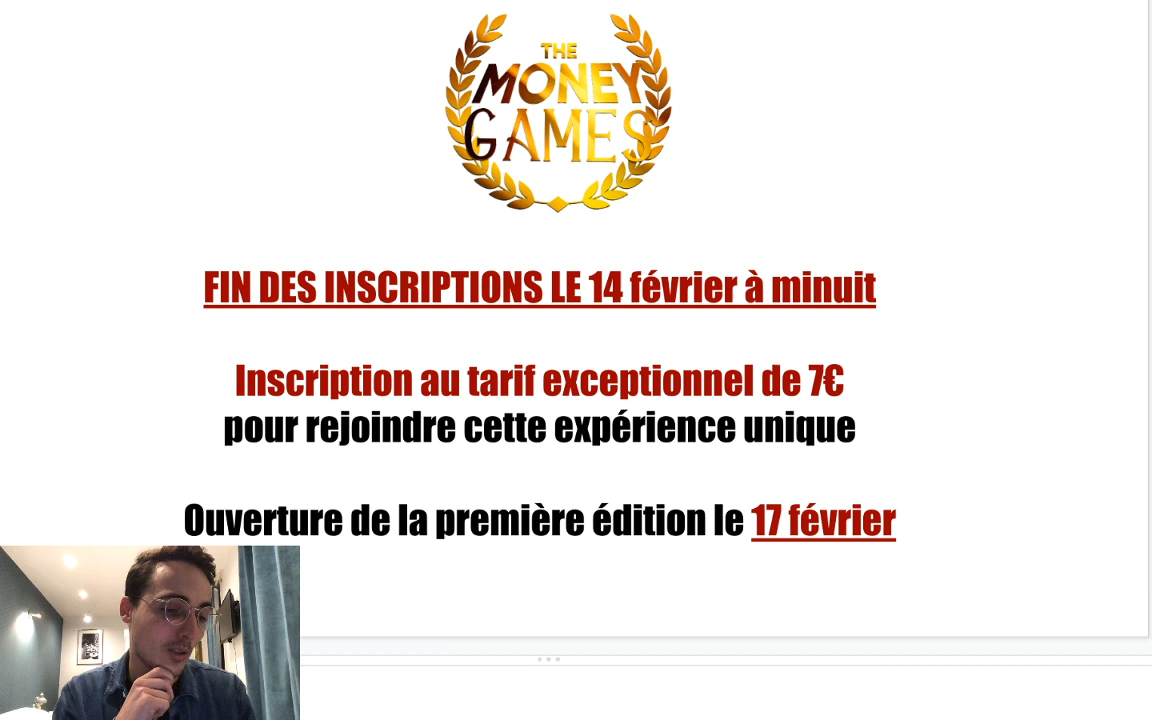 THE
MONEY
GAMES
FIN DES INSCRIPTIONS LE 14 février à minuit
Inscription au tarif exceptionnel de 7€
pour rejoindre cette expérience unique
Ouverture de la première édition le 17 février